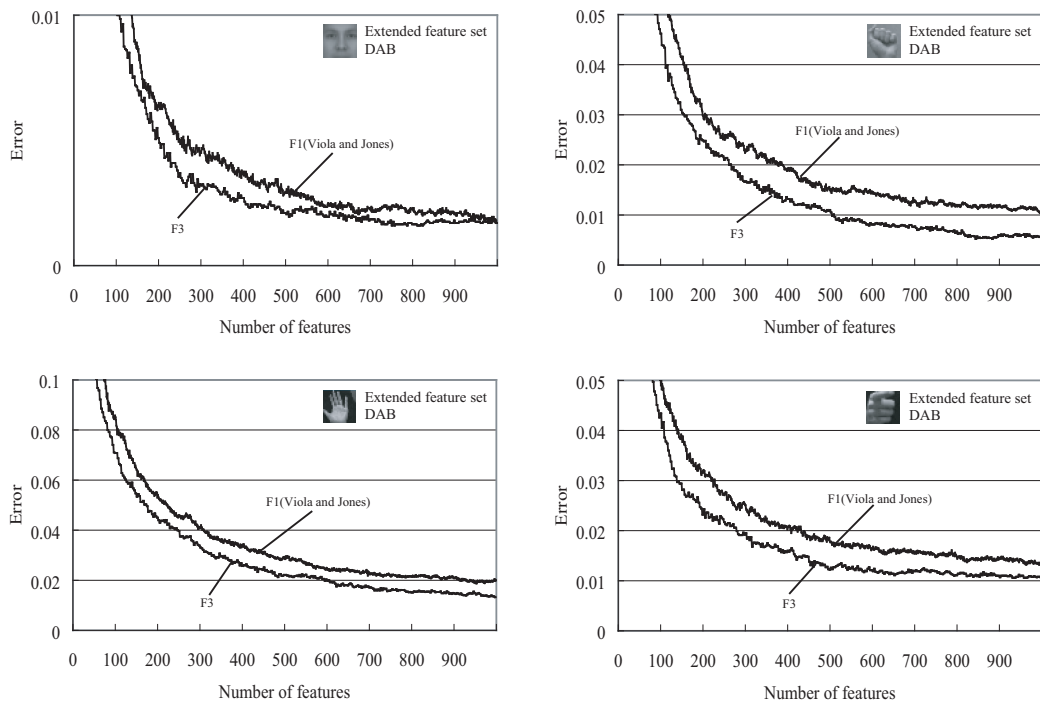 0.01
Extended feature set
DAB
Error
F1(Viola and Jones)
F3
0
0 100 200 300 400 500 600 700 800 900
Number of features
0.05
Extended feature set
DAB
0.04
0.03
Error
F1(Viola and Jones)
0.02
0.01
F3
0
0 100 200 300 400 500 600 700 800 900
Number of features
0.1
Extended feature set
DAB
0.08
0.06
Error
F1(Viola and Jones)
0.04
0.02
F3
0
0 100 200 300 400 500 600 700 800 900
Number of features
0.05
Extended feature set
DAB
0.04
0.03
Error
F1(Viola and Jones)
0.02
0.01
F3
0
0 100 200 300 400 500 600 700 800 900
Number of features